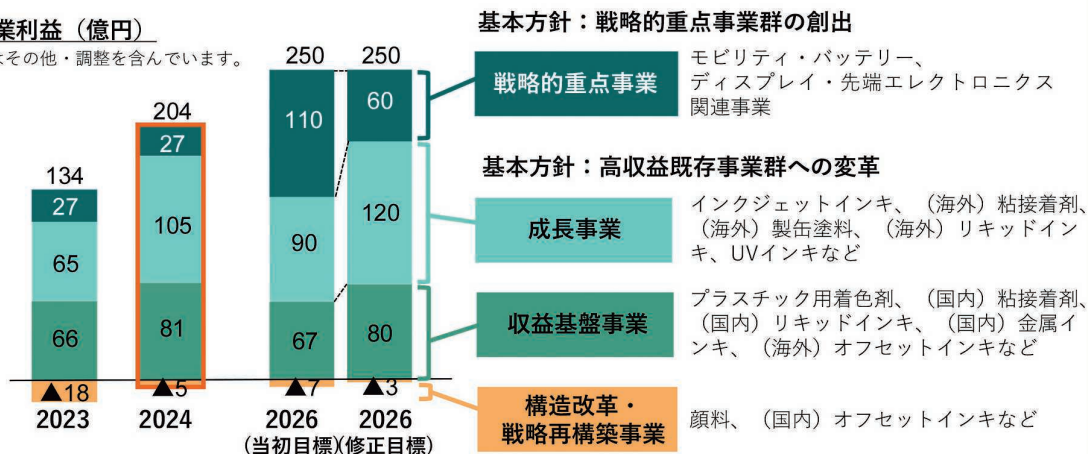 業利益（億円）
はその他・調整を含んでいます。
134
27
65
66
▲18
2023
204
27
105
81
▲5
2024
250
110
90
67
▲7
2026
(当初目標)
250
60
120
80
▲3
2026
(修正目標)
基本方針：戦略的重点事業群の創出
戦略的重点事業
モビリティ・バッテリー、
ディスプレイ・先端エレクトロニクス
関連事業
基本方針：高収益既存事業群への変革
成長事業
インクジェットインキ、（海外）粘接着剤、
（海外）製缶塗料、（海外）リキッドイン
キ、UVインキなど
収益基盤事業
プラスチック用着色剤、（国内）粘接着剤、
（国内）リキッドインキ、（国内）金属イ
ンキ、（海外）オフセットインキなど
構造改革・
戦略再構築事業
顔料、（国内）オフセットインキなど